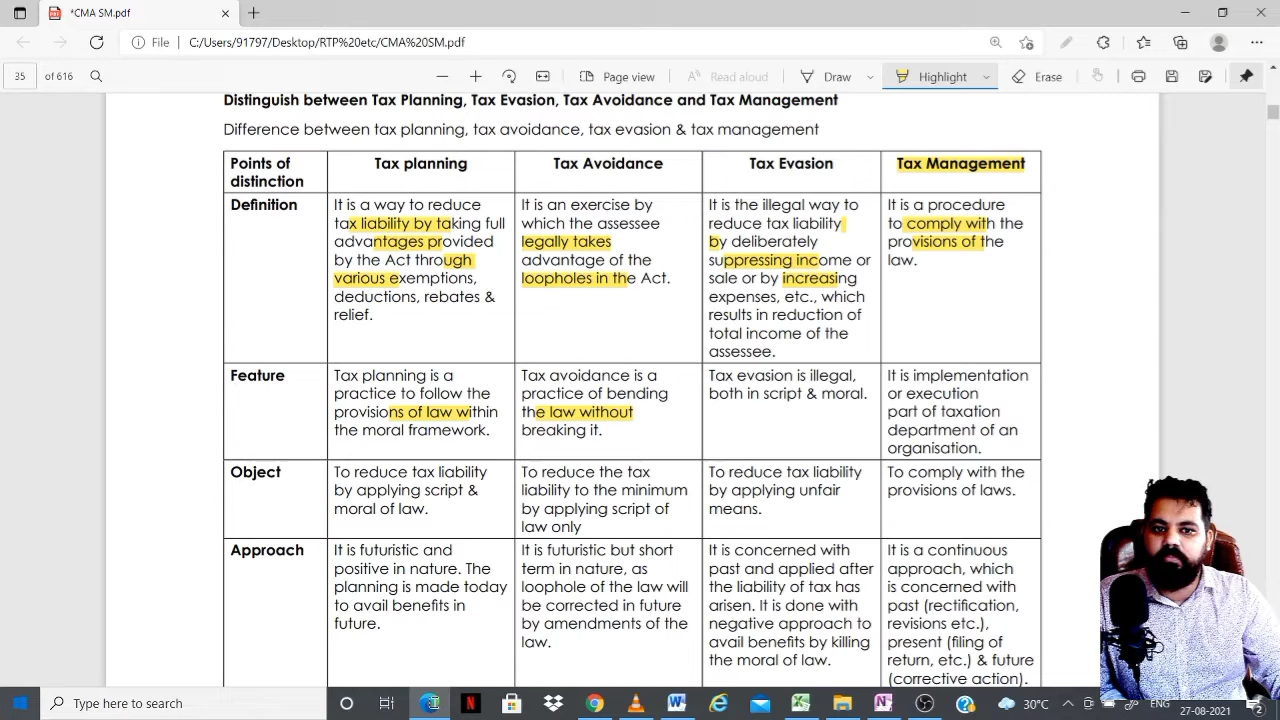 *CMA SM.pdf
File
C:/Users/91797/Desktop/RTP%20etc/CMA%20SM.pdf
35 of 616
Page view
Read aloud
Draw
Highlight
Erase
Distinguish between Tax Planning, Tax Evasion, Tax Avoidance and Tax Management
Difference between tax planning, tax avoidance, tax evasion & tax management
Points of
distinction
Tax planning
Tax Avoidance
Tax Evasion
Tax Management
Definition
It is a way to reduce
tax liability by taking full
advantages provided
by the Act through
various exemptions,
deductions, rebates &
relief.
It is an exercise by
which the assessee
legally takes
advantage of the
loopholes in the Act.
It is the illegal way to
reduce tax liability
by deliberately
suppressing income or
sale or by increasing
expenses, etc., which
results in reduction of
total income of the
assessee.
It is a procedure
to comply with the
provisions of the
law.
Feature
Tax planning is a
practice to follow the
provisions of law within
the moral framework.
Tax avoidance is a
practice of bending
the law without
breaking it.
Tax evasion is illegal,
both in script & moral.
It is implementation
or execution
part of taxation
department of an
organisation.
Object
To reduce tax liability
by applying script &
moral of law.
To reduce the tax
liability to the minimum
by applying script of
law only
To reduce tax liability
by applying unfair
means.
To comply with the
provisions of laws.
Approach
It is futuristic and
positive in nature. The
planning is made today
to avail benefits in
future.
It is futuristic but short
term in nature, as
loophole of the law will
be corrected in future
by amendments of the
law.
It is concerned with
past and applied after
the liability of tax has
arisen. It is done with
negative approach to
avail benefits by killing
the moral of law.
It is a continuous
approach, which
is concerned with
past (rectification,
revisions etc.),
present (filing of
return, etc.) & future
(corrective action).
Type here to search
30°C
ENG
27-08-2021